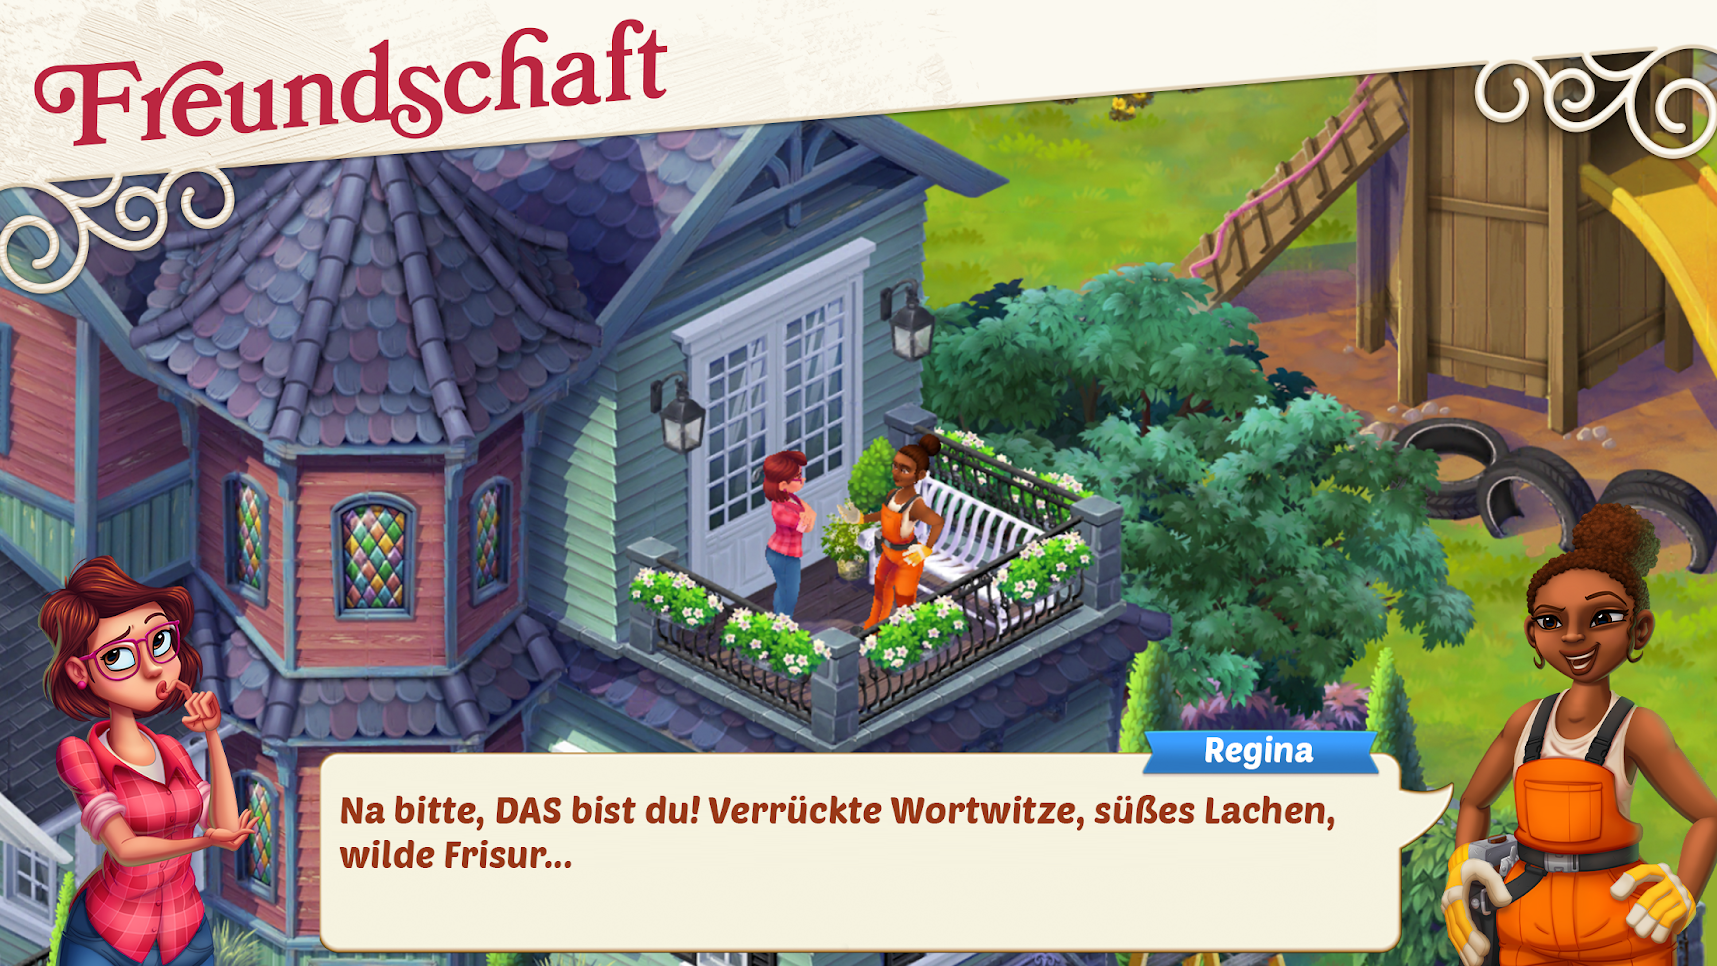 Freundschaft
Regina
Na bitte, DAS bist du! Verrückte Wortwitze, süßes Lachen,
wilde Frisur...